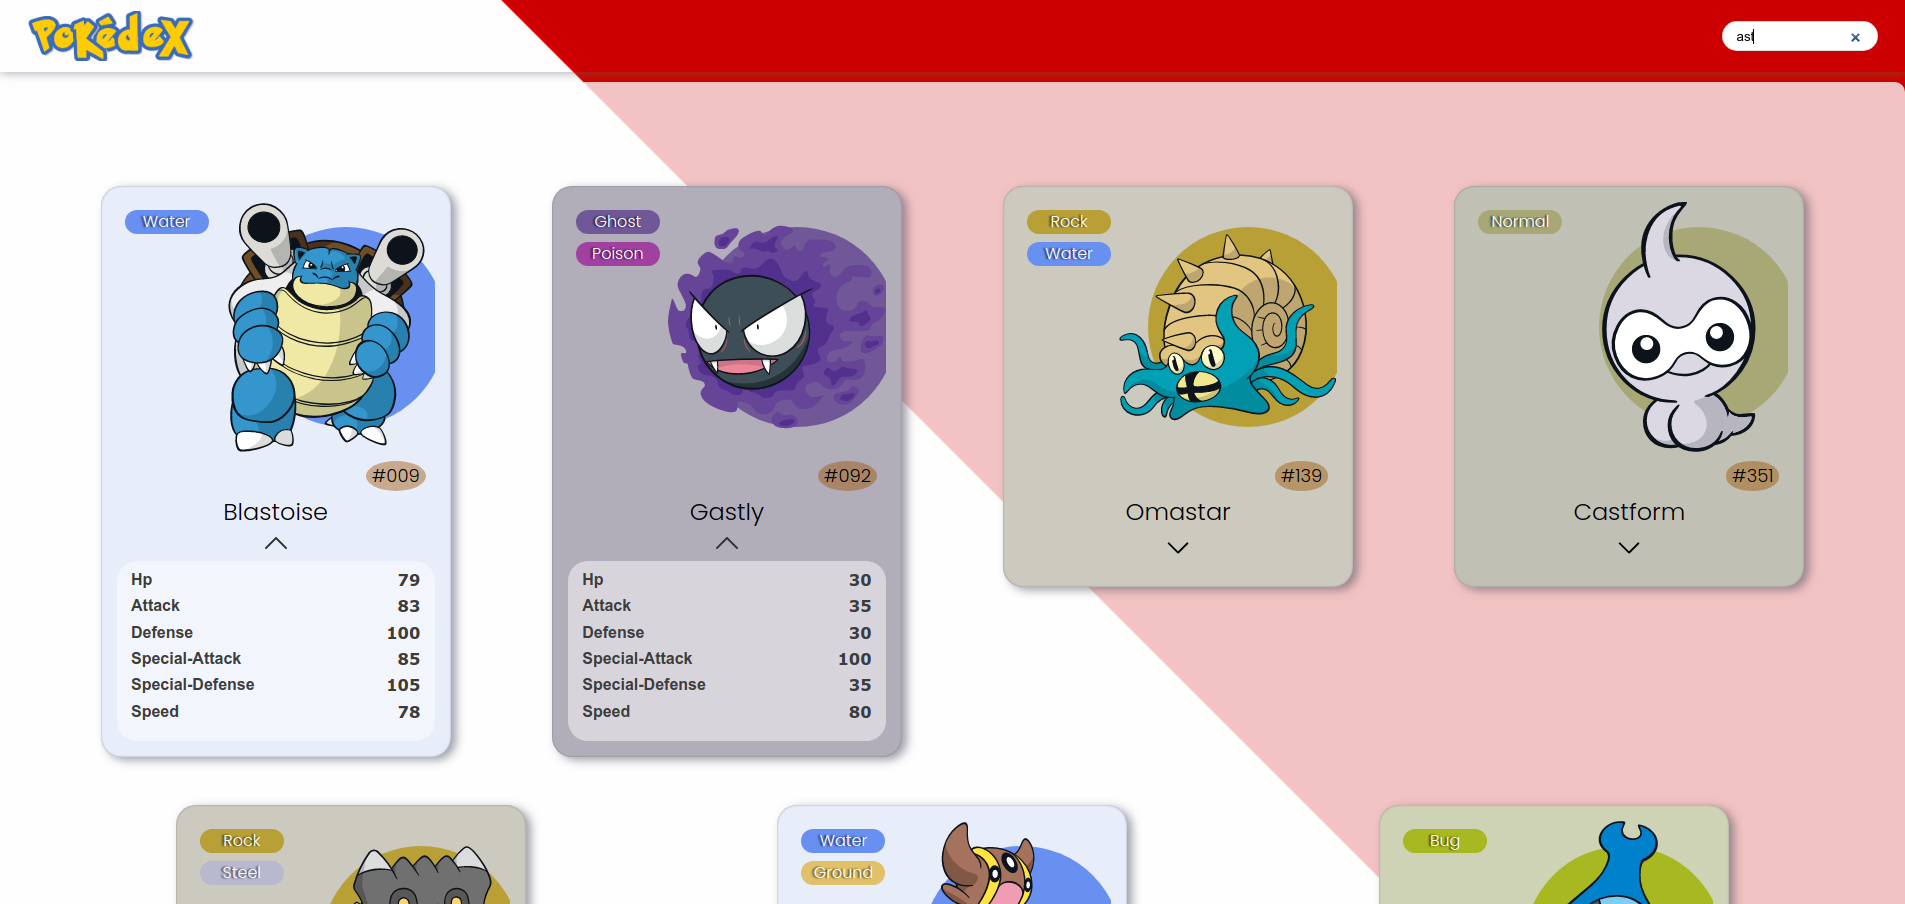 Pokédex
ast
Water
#009
Blastoise
Hp 79
Attack 83
Defense 100
Special-Attack 85
Special-Defense 105
Speed 78
Ghost
Poison
#092
Gastly
Hp 30
Attack 35
Defense 30
Special-Attack 100
Special-Defense 35
Speed 80
Rock
Water
#139
Omastar
Normal
#351
Castform
Rock
Steel
Water
Ground
Bug